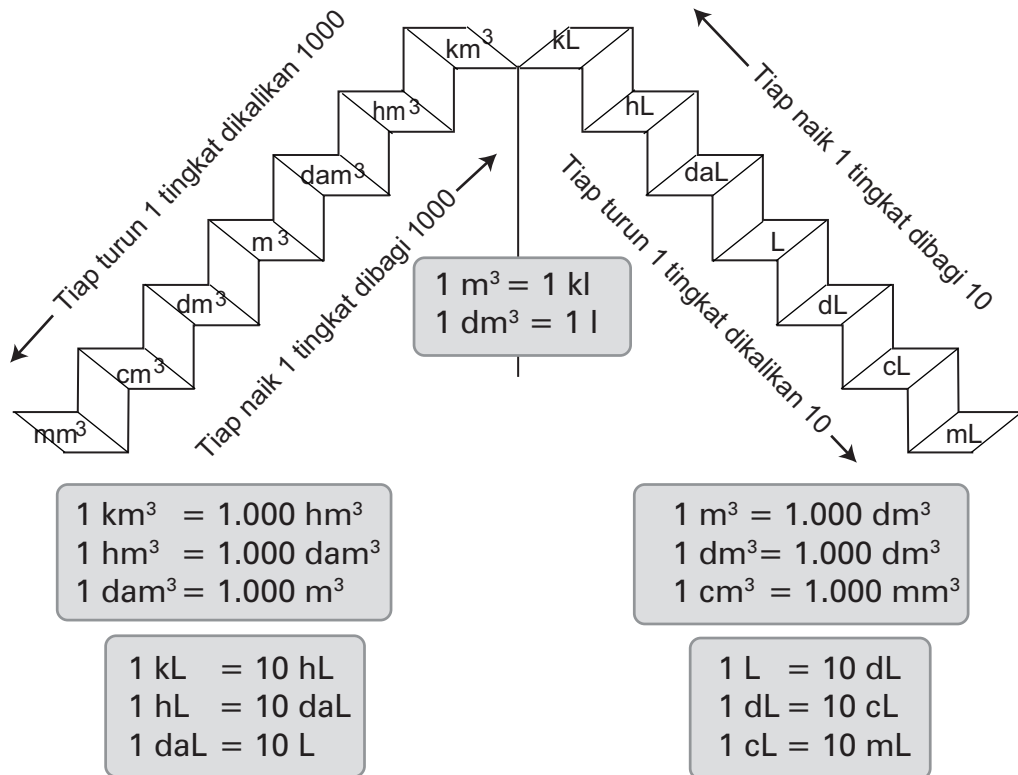 Tiap turun 1 tingkat dikalikan 1000
km³
hm³
dam³
m³
dm³
cm³
mm³
Tiap naik 1 tingkat dibagi 1000
kL
hL
daL
L
dL
cL
mL
Tiap naik 1 tingkat dibagi 10
Tiap turun 1 tingkat dikalikan 10
1 m³ = 1 kl
1 dm³ = 1 l
1 km³ = 1.000 hm³
1 hm³ = 1.000 dam³
1 dam³ = 1.000 m³
1 m³ = 1.000 dm³
1 dm³ = 1.000 dm³
1 cm³ = 1.000 mm³
1 kL = 10 hL
1 hL = 10 daL
1 daL = 10 L
1 L = 10 dL
1 dL = 10 cL
1 cL = 10 mL